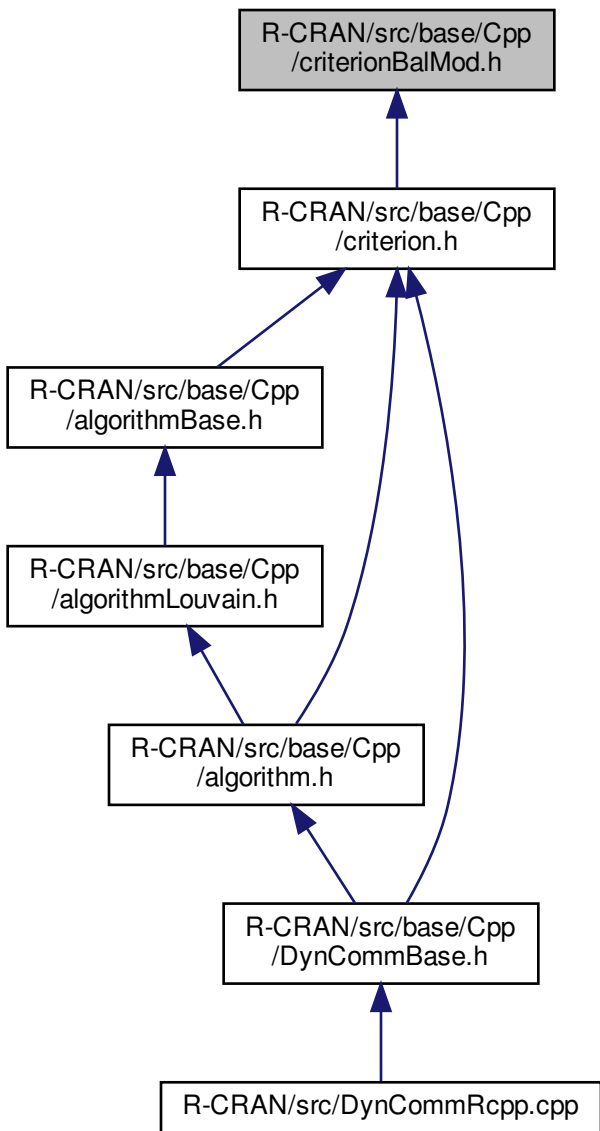 R-CRAN/src/base/Cpp
/criterionBalMod.h
R-CRAN/src/base/Cpp
/criterion.h
R-CRAN/src/base/Cpp
/algorithmBase.h
R-CRAN/src/base/Cpp
/algorithmLouvain.h
R-CRAN/src/base/Cpp
/algorithm.h
R-CRAN/src/base/Cpp
/DynCommBase.h
R-CRAN/src/DynCommRcpp.cpp